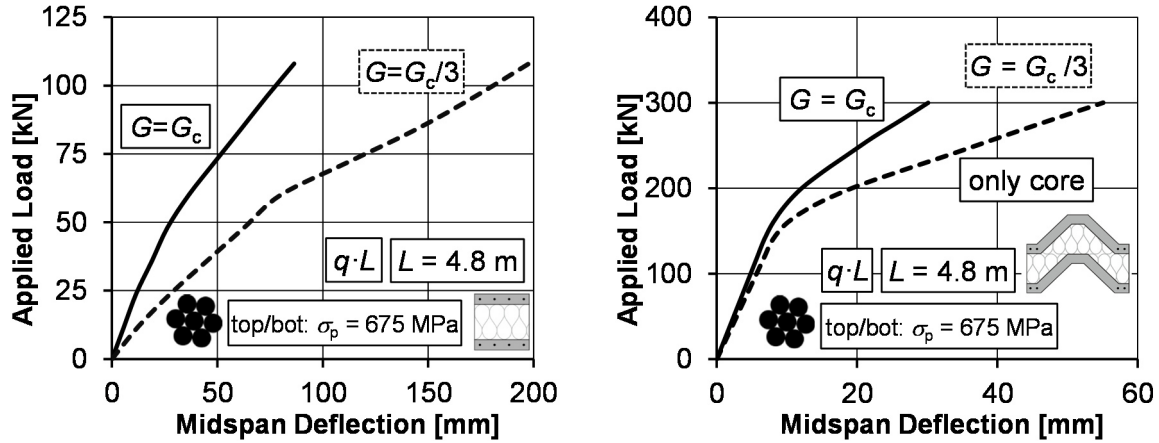 Applied Load [kN]
125
100
75
50
25
0
G=Gc
G=Gc/3
q·L
L = 4.8 m
top/bot: σp = 675 MPa
0 50 100 150 200
Midspan Deflection [mm]
Applied Load [kN]
400
300
200
100
0
G = Gc /3
G = Gc
only core
q·L
L = 4.8 m
top/bot: σp = 675 MPa
0 20 40 60
Midspan Deflection [mm]